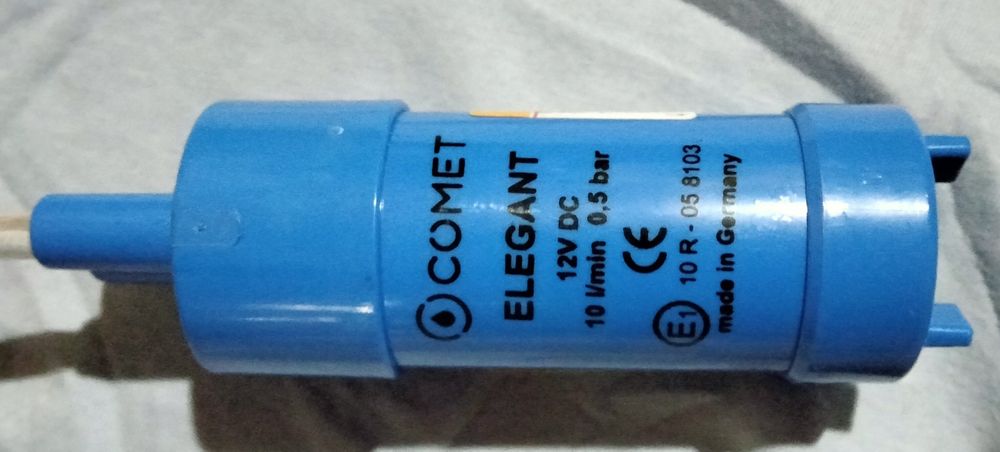 COMET
ELEGANT
12V DC
10 l/min 0,5 bar
CE
E1 10 R - 05 8103
made in Germany